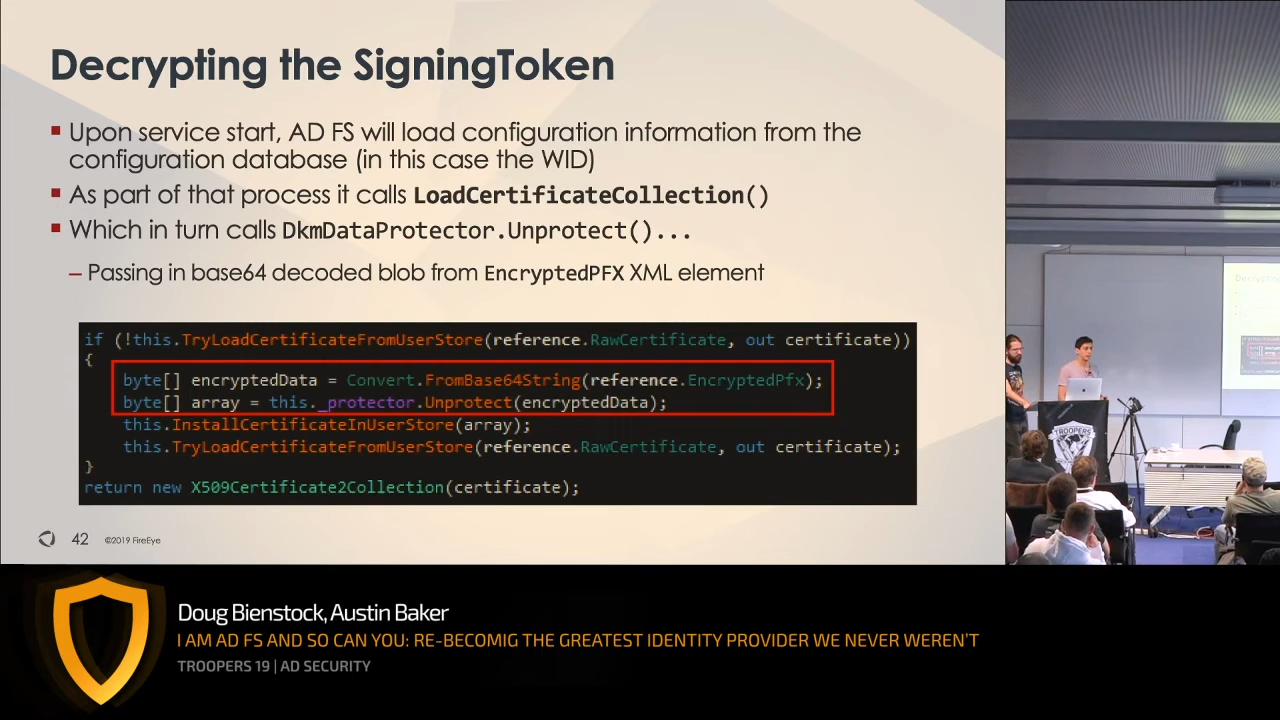 Decrypting the SigningToken
Upon service start, AD FS will load configuration information from the
configuration database (in this case the WID)
As part of that process it calls LoadCertificateCollection()
Which in turn calls DkmDataProtector.Unprotect()...
– Passing in base64 decoded blob from EncryptedPFX XML element
if (!this.TryLoadCertificateFromUserStore(reference.RawCertificate, out certificate))
{
byte[] encryptedData = Convert.FromBase64String(reference.EncryptedPfx);
byte[] array = this._protector.Unprotect(encryptedData);
this.InstallCertificateInUserStore(array);
this.TryLoadCertificateFromUserStore(reference.RawCertificate, out certificate);
}
return new X509Certificate2Collection(certificate);
42 ©2019 FireEye
TROOPERS
Decrypting
Doug Bienstock, Austin Baker
I AM AD FS AND SO CAN YOU: RE-BECOMIG THE GREATEST IDENTITY PROVIDER WE NEVER WEREN'T
TROOPERS 19 | AD SECURITY